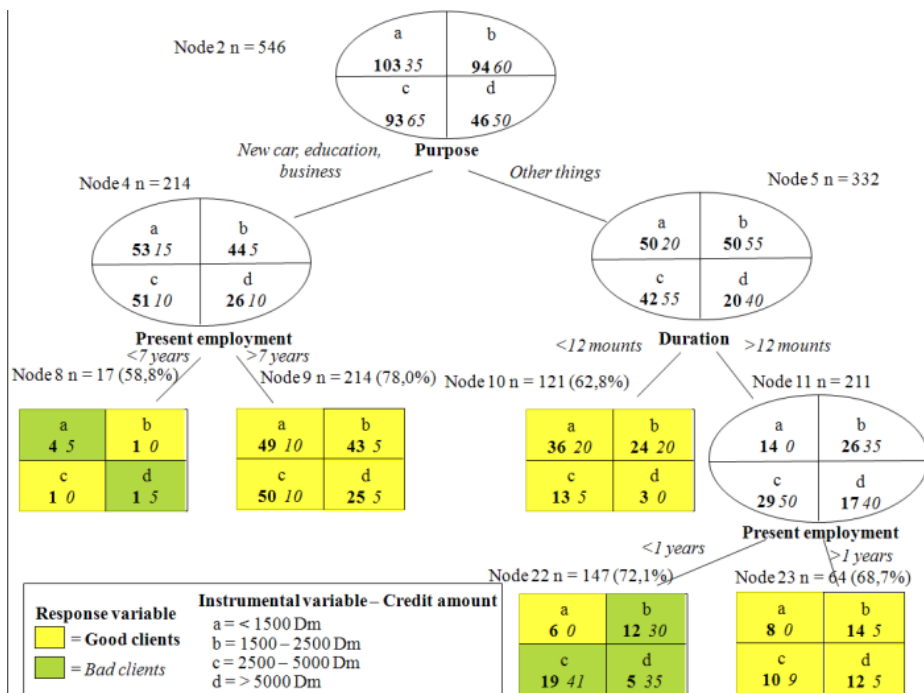 Node 2 n = 546
a b
103 35 94 60
c d
93 65 46 50
Purpose
New car, education,
business
Other things
Node 4 n = 214
Node 5 n = 332
a b
53 15 44 5
c d
51 10 26 10
Present employment
a b
50 20 50 55
c d
42 55 20 40
Duration
<7 years >7 years
<12 mounts >12 mounts
Node 8 n = 17 (58,8%)
Node 9 n = 214 (78,0%)
Node 10 n = 121 (62,8%)
Node 11 n = 211
a b
4 5 1 0
c d
1 0 1 5
a b
49 10 43 5
c d
50 10 25 5
a b
36 20 24 20
c d
13 5 3 0
a b
14 0 26 35
c d
29 50 17 40
Present employment
<1 years >1 years
Node 22 n = 147 (72,1%)
Node 23 n = 64 (68,7%)
a b
6 0 12 30
c d
19 41 5 35
a b
8 0 14 5
c d
10 9 12 5
Response variable
= Good clients
= Bad clients
Instrumental variable – Credit amount
a = < 1500 Dm
b = 1500 – 2500 Dm
c = 2500 – 5000 Dm
d = > 5000 Dm